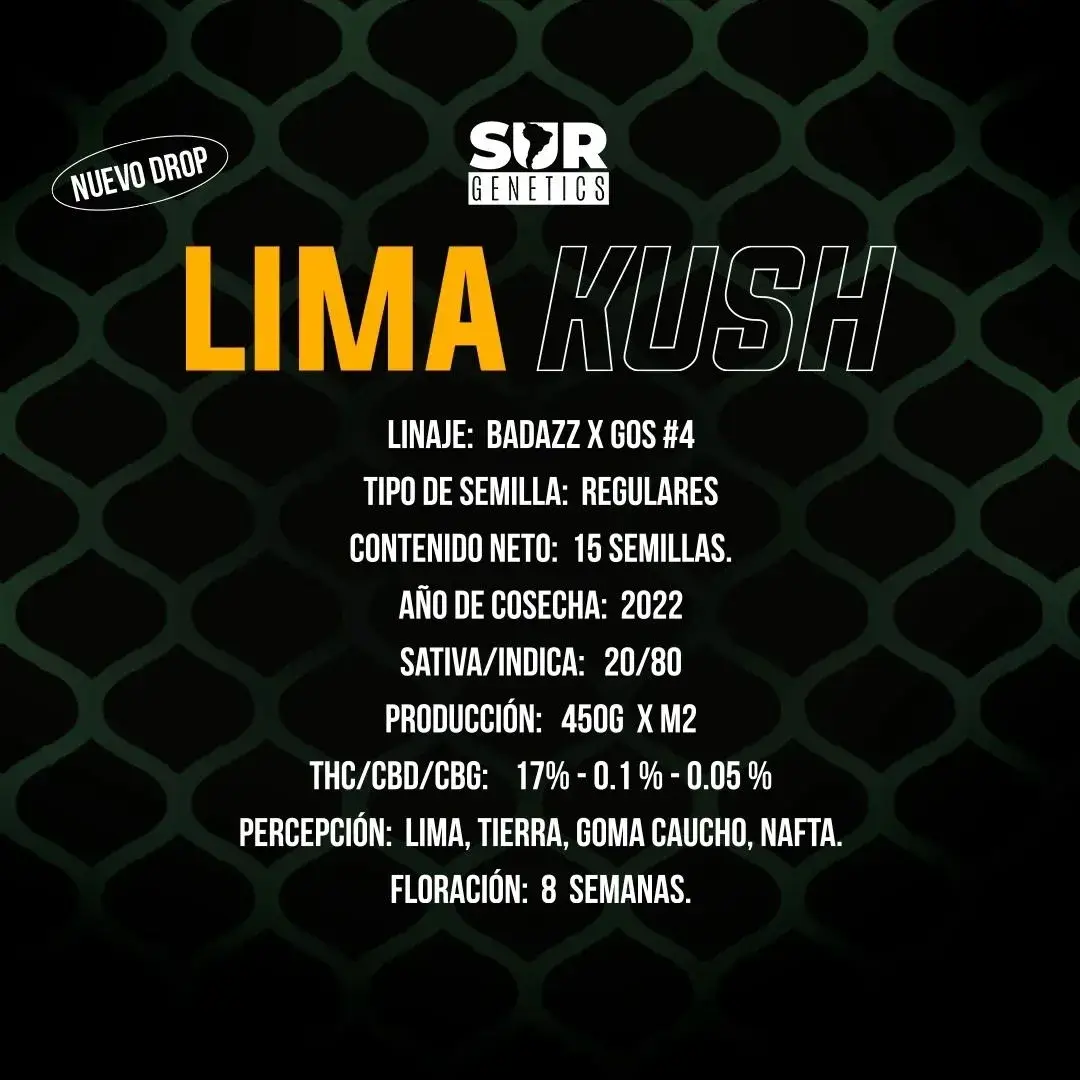 NUEVO DROP
SUR
GENETICS
LIMA KUSH
LINAJE: BADAZZ X GOS #4
TIPO DE SEMILLA: REGULARES
CONTENIDO NETO: 15 SEMILLAS.
AÑO DE COSECHA: 2022
SATIVA/INDICA: 20/80
PRODUCCIÓN: 450G X M2
THC/CBD/CBG: 17% - 0.1 % - 0.05 %
PERCEPCIÓN: LIMA, TIERRA, GOMA CAUCHO, NAFTA.
FLORACIÓN: 8 SEMANAS.